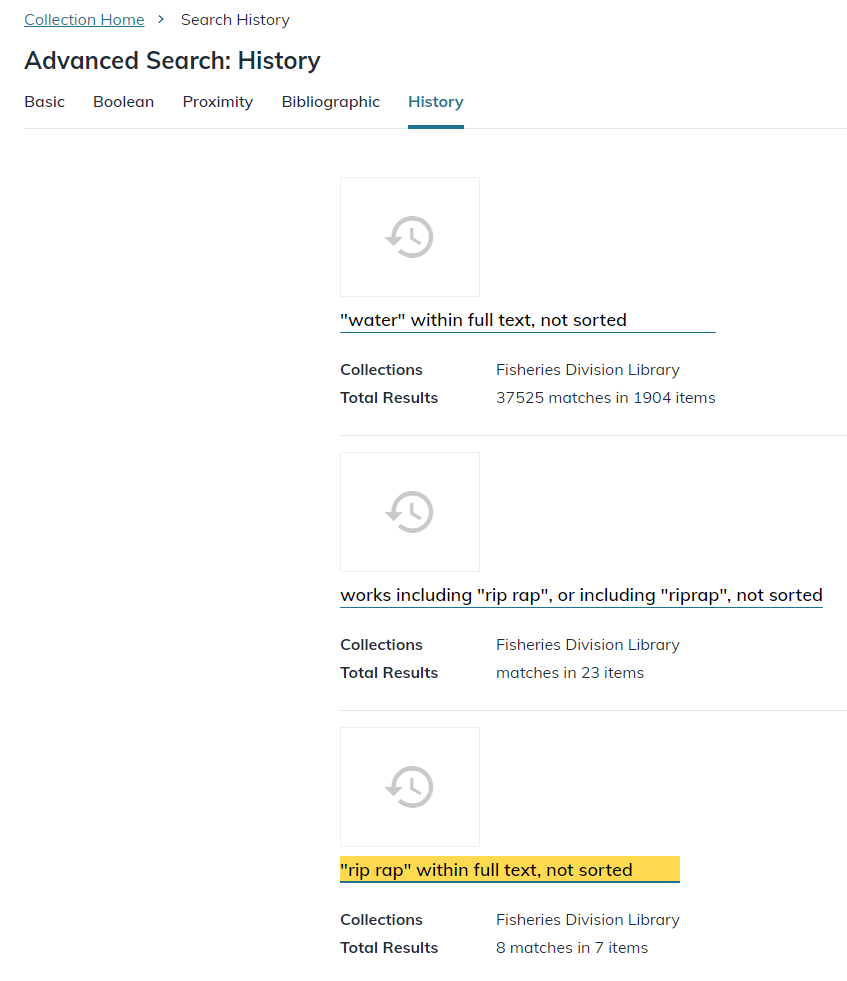 Collection Home > Search History
Advanced Search: History
Basic Boolean Proximity Bibliographic History
"water" within full text, not sorted
Collections Fisheries Division Library
Total Results 37525 matches in 1904 items
works including "rip rap", or including "riprap", not sorted
Collections Fisheries Division Library
Total Results matches in 23 items
"rip rap" within full text, not sorted
Collections Fisheries Division Library
Total Results 8 matches in 7 items